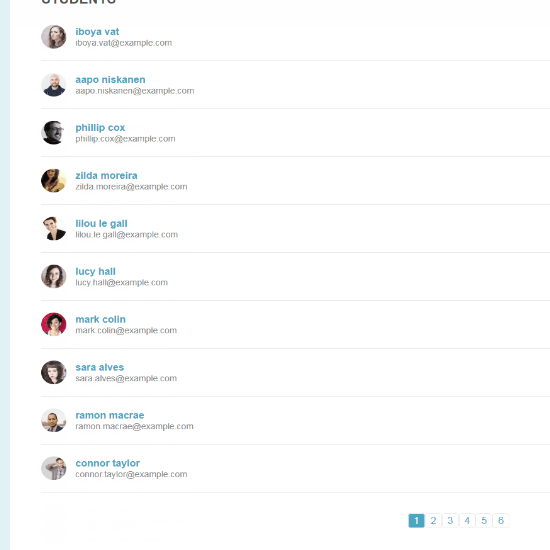 STUDENTS
iboya vat
iboya.vat@example.com
aapo niskanen
aapo.niskanen@example.com
phillip cox
phillip.cox@example.com
zilda moreira
zilda.moreira@example.com
lilou le gall
lilou.le gall@example.com
lucy hall
lucy.hall@example.com
mark colin
mark.colin@example.com
sara alves
sara.alves@example.com
ramon macrae
ramon.macrae@example.com
connor taylor
connor.taylor@example.com
1 2 3 4 5 6